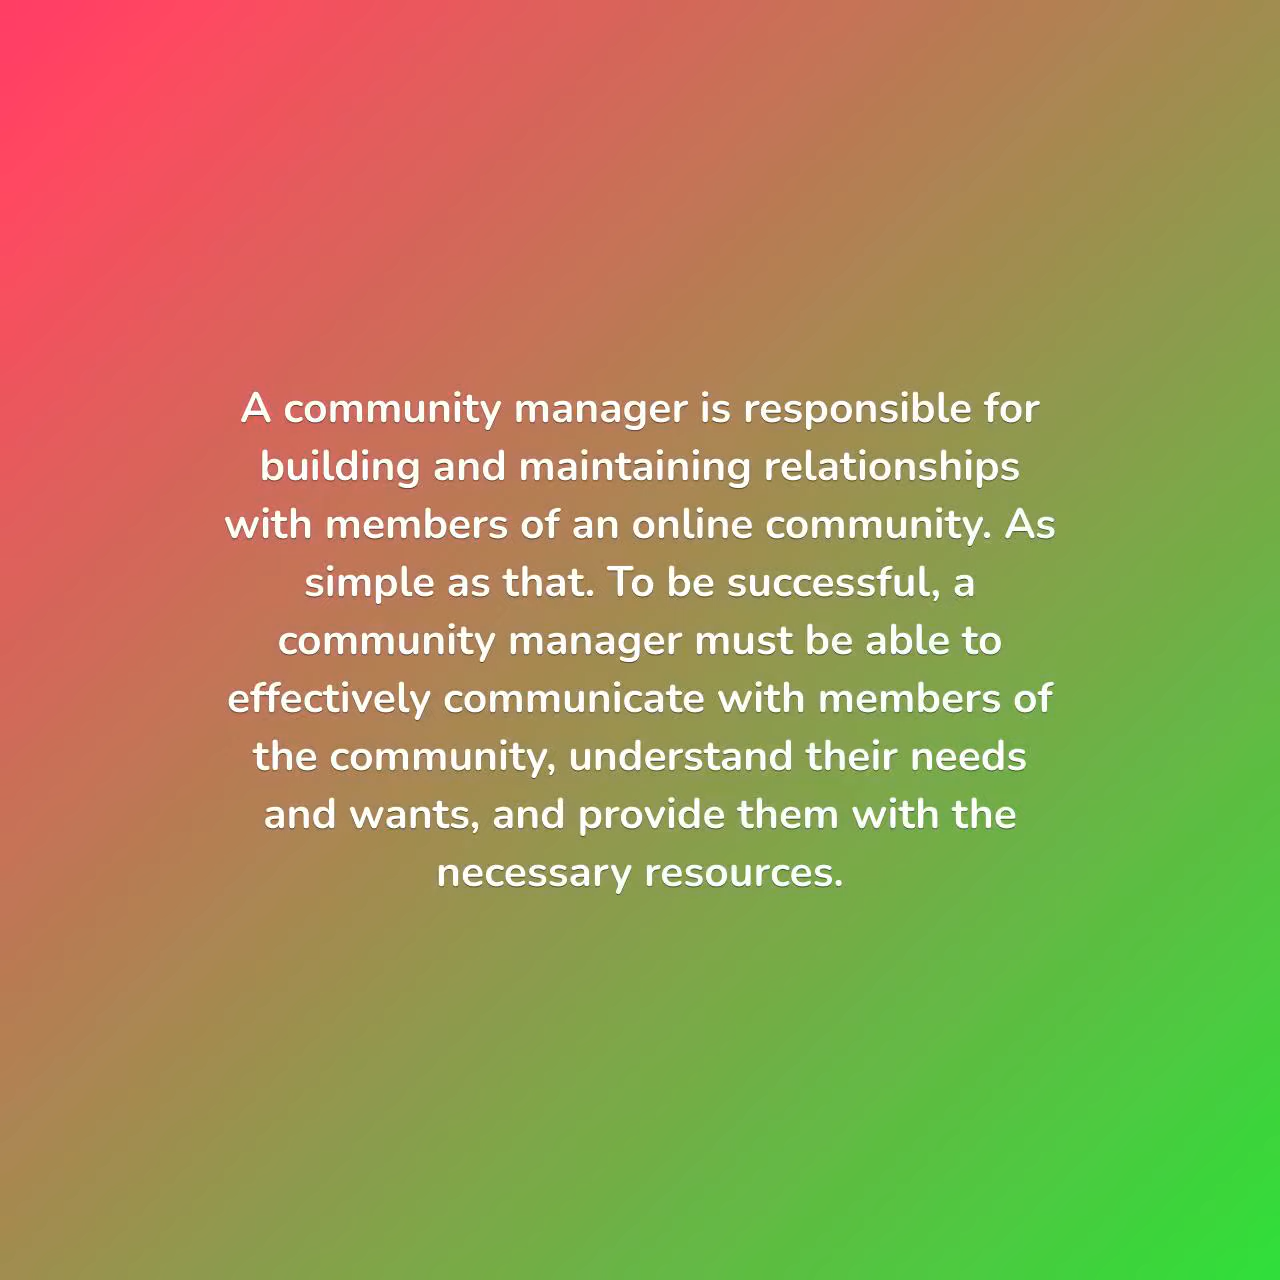 A community manager is responsible for
building and maintaining relationships
with members of an online community. As
simple as that. To be successful, a
community manager must be able to
effectively communicate with members of
the community, understand their needs
and wants, and provide them with the
necessary resources.